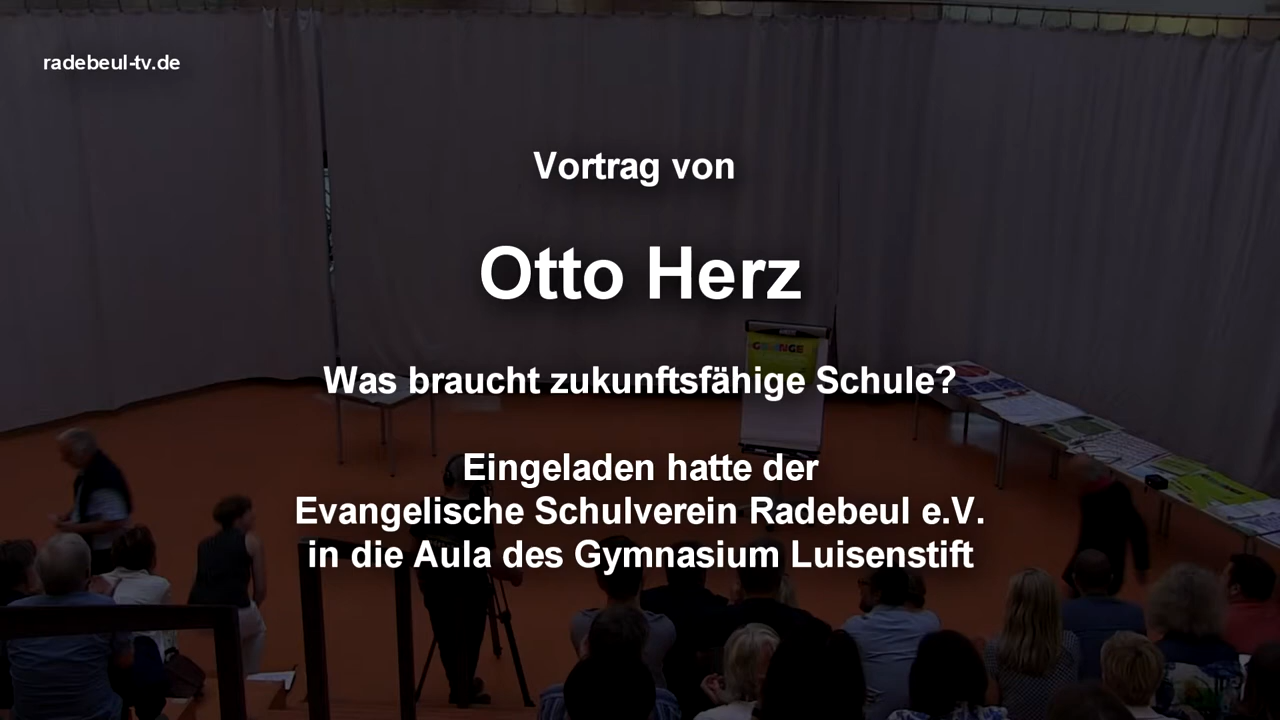 radebeul-tv.de
Vortrag von
Otto Herz
Was braucht zukunftsfähige Schule?
Eingeladen hatte der
Evangelische Schulverein Radebeul e.V.
in die Aula des Gymnasium Luisenstift